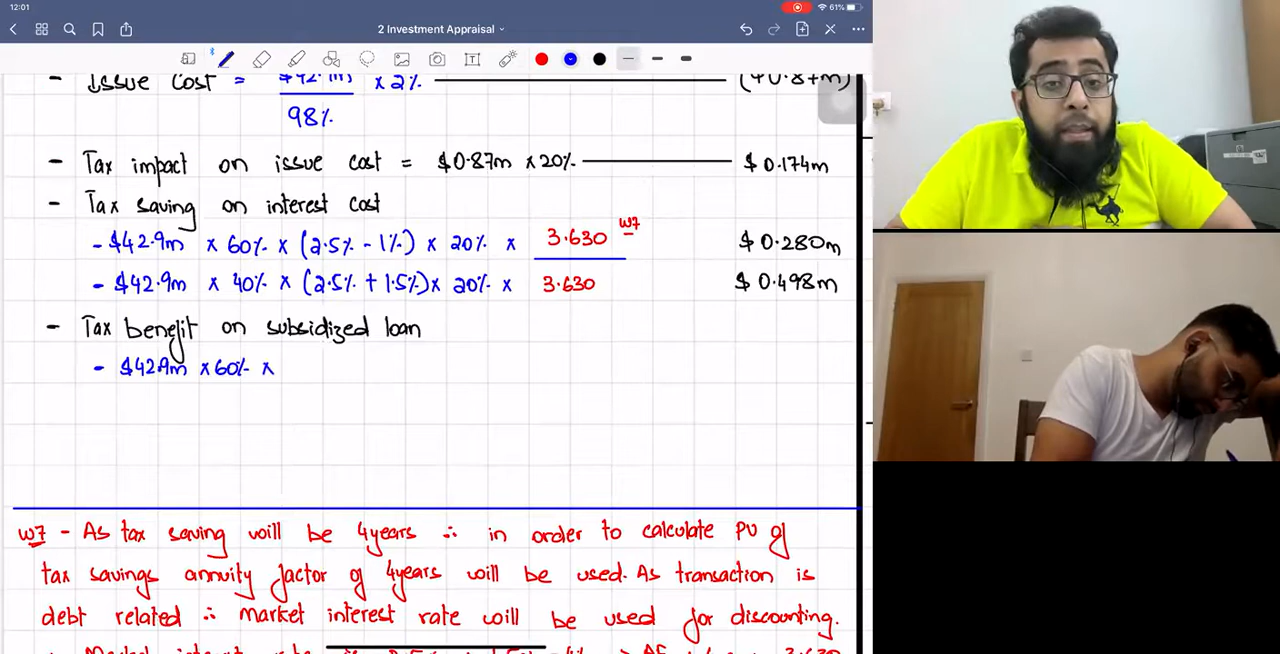 12:01
61%
2 Investment Appraisal
- Issue Cost = $42.1m × 2% ($0.87m)
98%
- Tax impact on issue cost = $0.87m × 20% $0.174m
- Tax saving on interest cost
- $42.9m × 60% × (2.5% - 1%) × 20% × 3.630 W7 $0.280m
- $42.9m × 40% × (2.5% + 1.5%) × 20% × 3.630 $0.498m
- Tax benefit on subsidized loan
- $42.9m × 60% ×
W7 - As tax saving will be 4years ∴ in order to calculate PV of
tax savings annuity factor of 4years will be used. As transaction is
debt related ∴ market interest rate will be used for discounting.